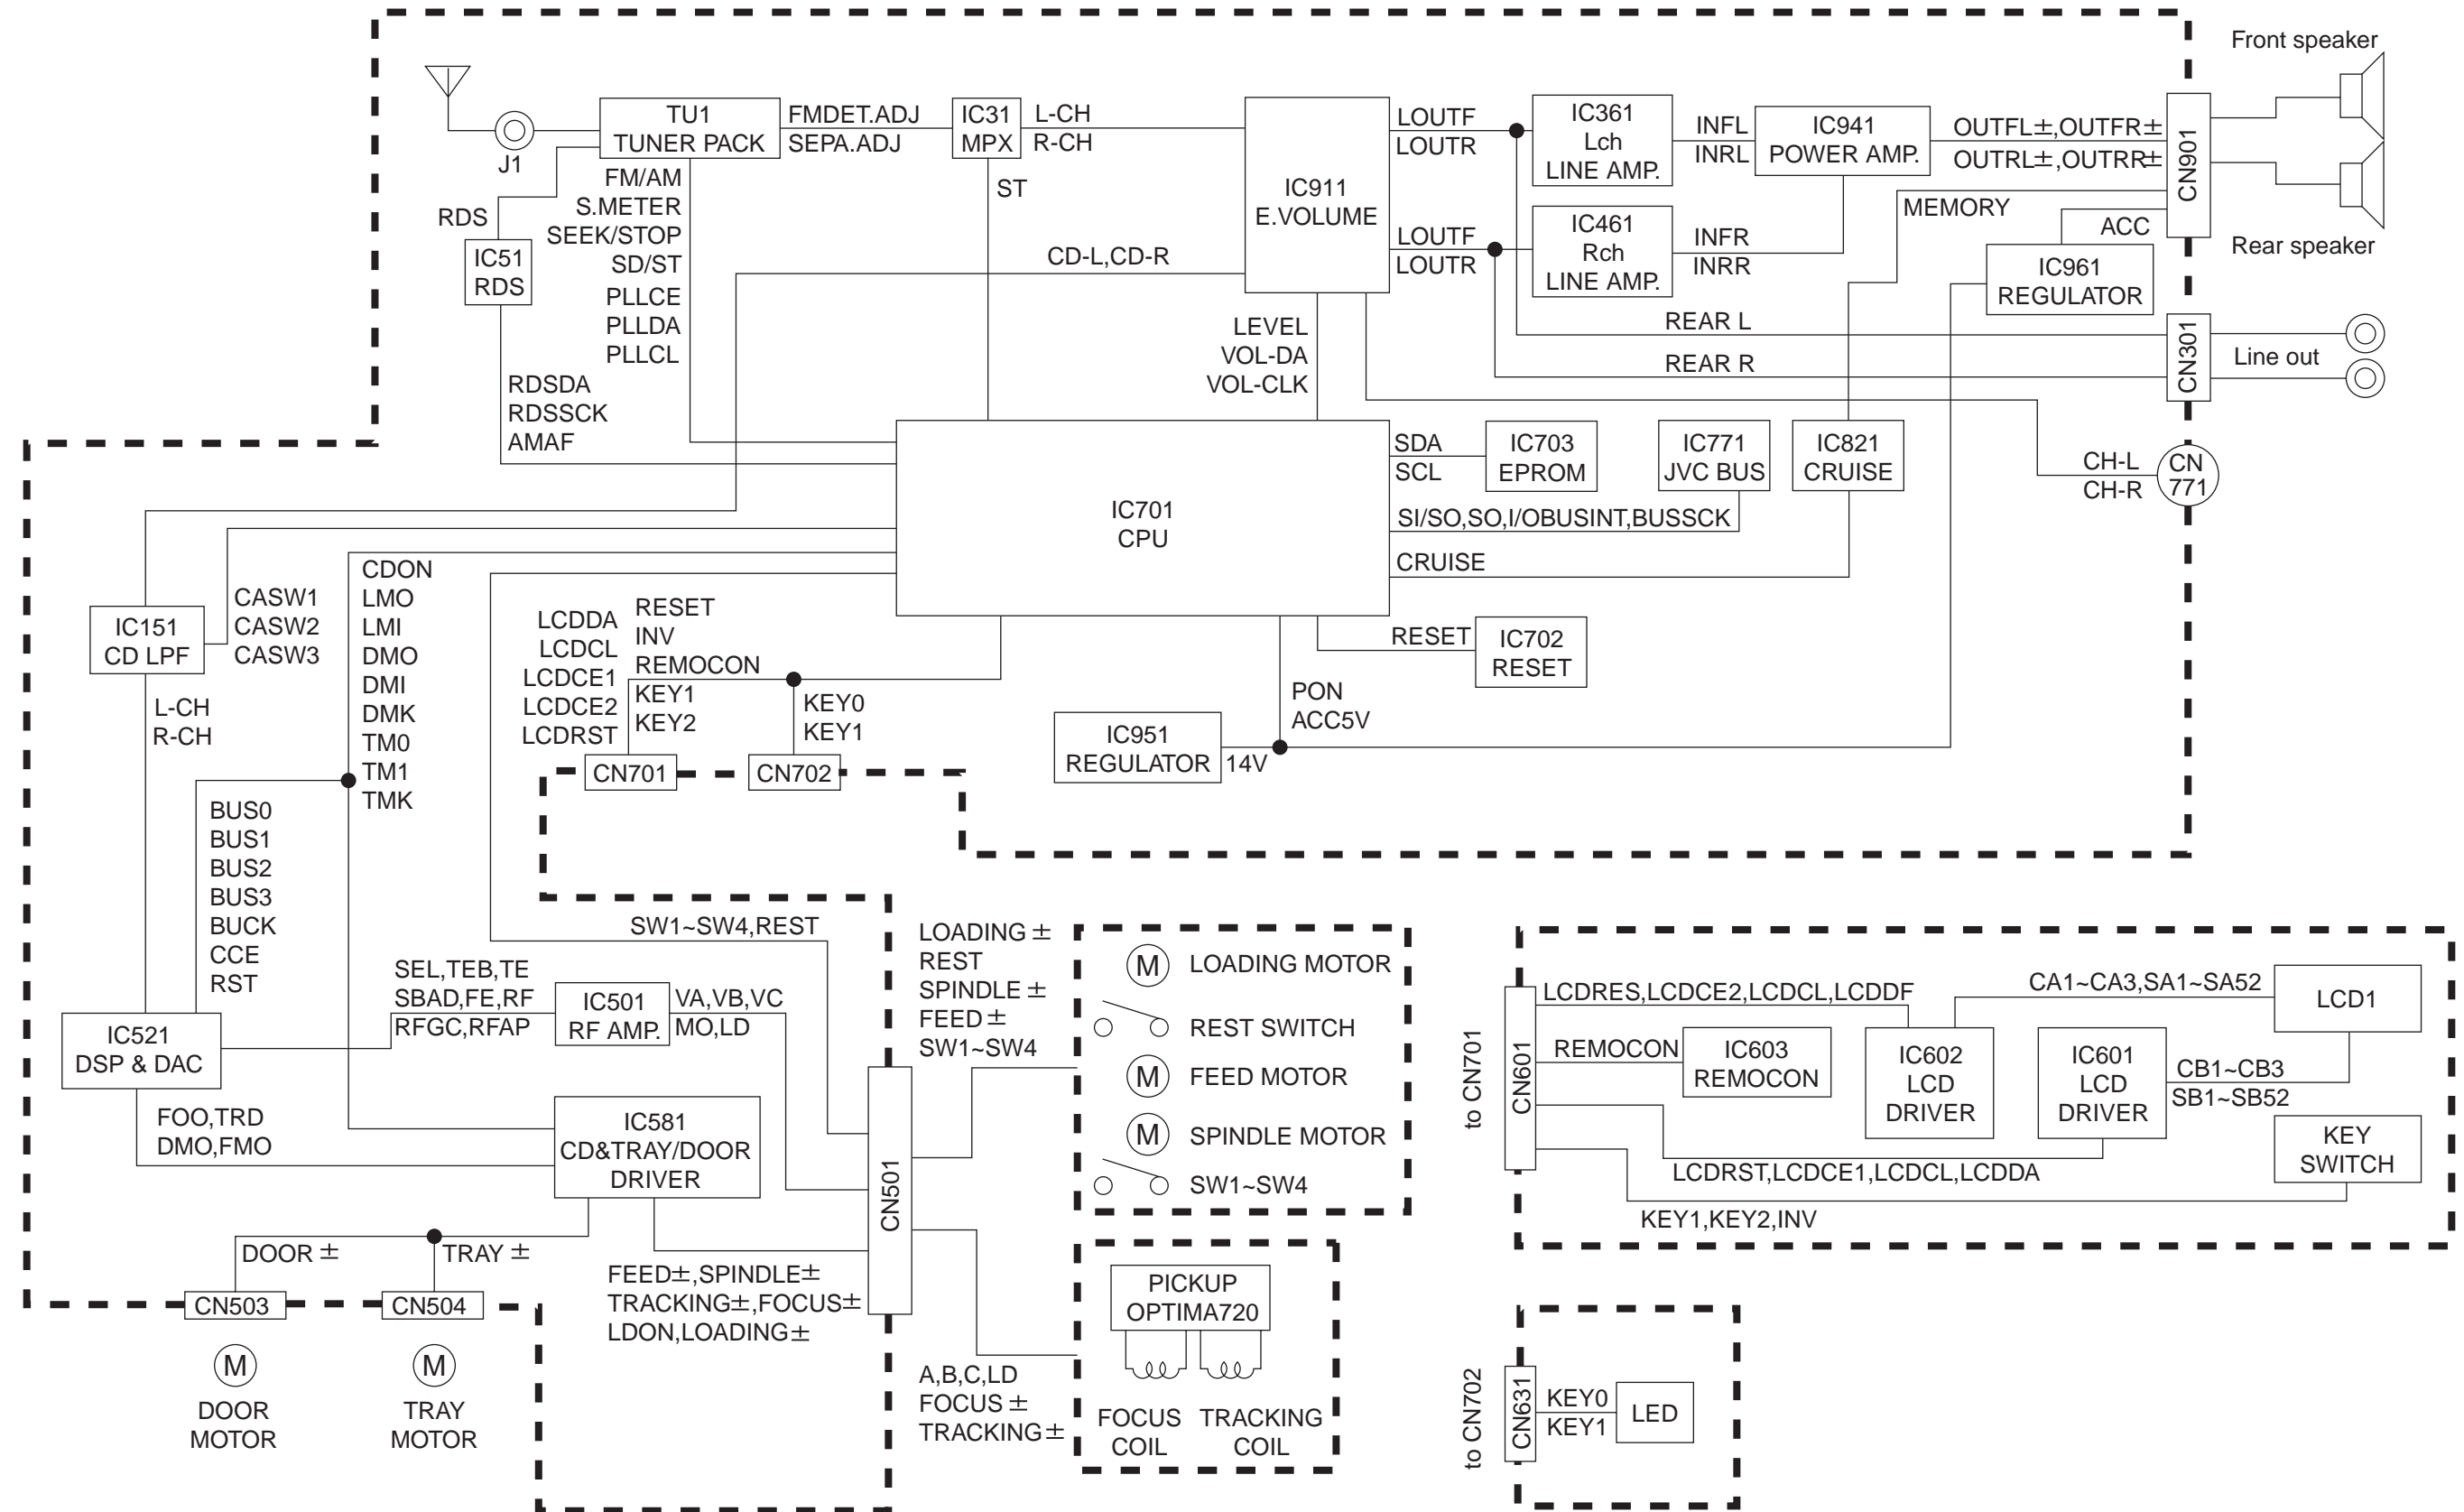 Front speaker
TU1
TUNER PACK
J1
FMDET.ADJ
SEPA.ADJ
IC31
MPX
L-CH
R-CH
ST
IC911
E.VOLUME
LOUTF
LOUTR
IC361
Lch
LINE AMP.
INFL
INRL
IC941
POWER AMP.
OUTFL±,OUTFR±
OUTRL±,OUTRR±
CN901
FM/AM
S.METER
SEEK/STOP
SD/ST
PLLCE
PLLDA
PLLCL
RDS
IC51
RDS
RDSDA
RDSSCK
AMAF
CD-L,CD-R
LOUTF
LOUTR
IC461
Rch
LINE AMP.
INFR
INRR
MEMORY
ACC
IC961
REGULATOR
Rear speaker
LEVEL
VOL-DA
VOL-CLK
REAR L
REAR R
CN301
Line out
IC701
CPU
SDA
SCL
IC703
EPROM
IC771
JVC BUS
IC821
CRUISE
CH-L
CH-R
CN
771
SI/SO,SO,I/OBUSINT,BUSSCK
CRUISE
IC151
CD LPF
CASW1
CASW2
CASW3
CDON
LMO
LMI
DMO
DMI
DMK
TM0
TM1
TMK
LCDDA
LCDCL
LCDCE1
LCDCE2
LCDRST
RESET
INV
REMOCON
KEY1
KEY2
KEY0
KEY1
CN701
CN702
RESET
IC702
RESET
PON
ACC5V
IC951
REGULATOR
14V
L-CH
R-CH
BUS0
BUS1
BUS2
BUS3
BUCK
CCE
RST
SW1~SW4,REST
SEL,TEB,TE
SBAD,FE,RF
RFGC,RFAP
IC501
RF AMP.
VA,VB,VC
MO,LD
IC521
DSP & DAC
FOO,TRD
DMO,FMO
IC581
CD&TRAY/DOOR
DRIVER
CN501
DOOR ±
TRAY ±
CN503
CN504
FEED±,SPINDLE±
TRACKING±,FOCUS±
LDON,LOADING±
M
DOOR
MOTOR
M
TRAY
MOTOR
LOADING ±
REST
SPINDLE ±
FEED ±
SW1~SW4
M LOADING MOTOR
REST SWITCH
M FEED MOTOR
M SPINDLE MOTOR
SW1~SW4
PICKUP
OPTIMA720
A,B,C,LD
FOCUS ±
TRACKING±
FOCUS
COIL
TRACKING
COIL
to CN701
CN601
LCDRES,LCDCE2,LCDCL,LCDDF
REMOCON
IC603
REMOCON
IC602
LCD
DRIVER
CA1~CA3,SA1~SA52
LCD1
IC601
LCD
DRIVER
CB1~CB3
SB1~SB52
KEY
SWITCH
LCDRST,LCDCE1,LCDCL,LCDDA
KEY1,KEY2,INV
to CN702
CN631
KEY0
KEY1
LED